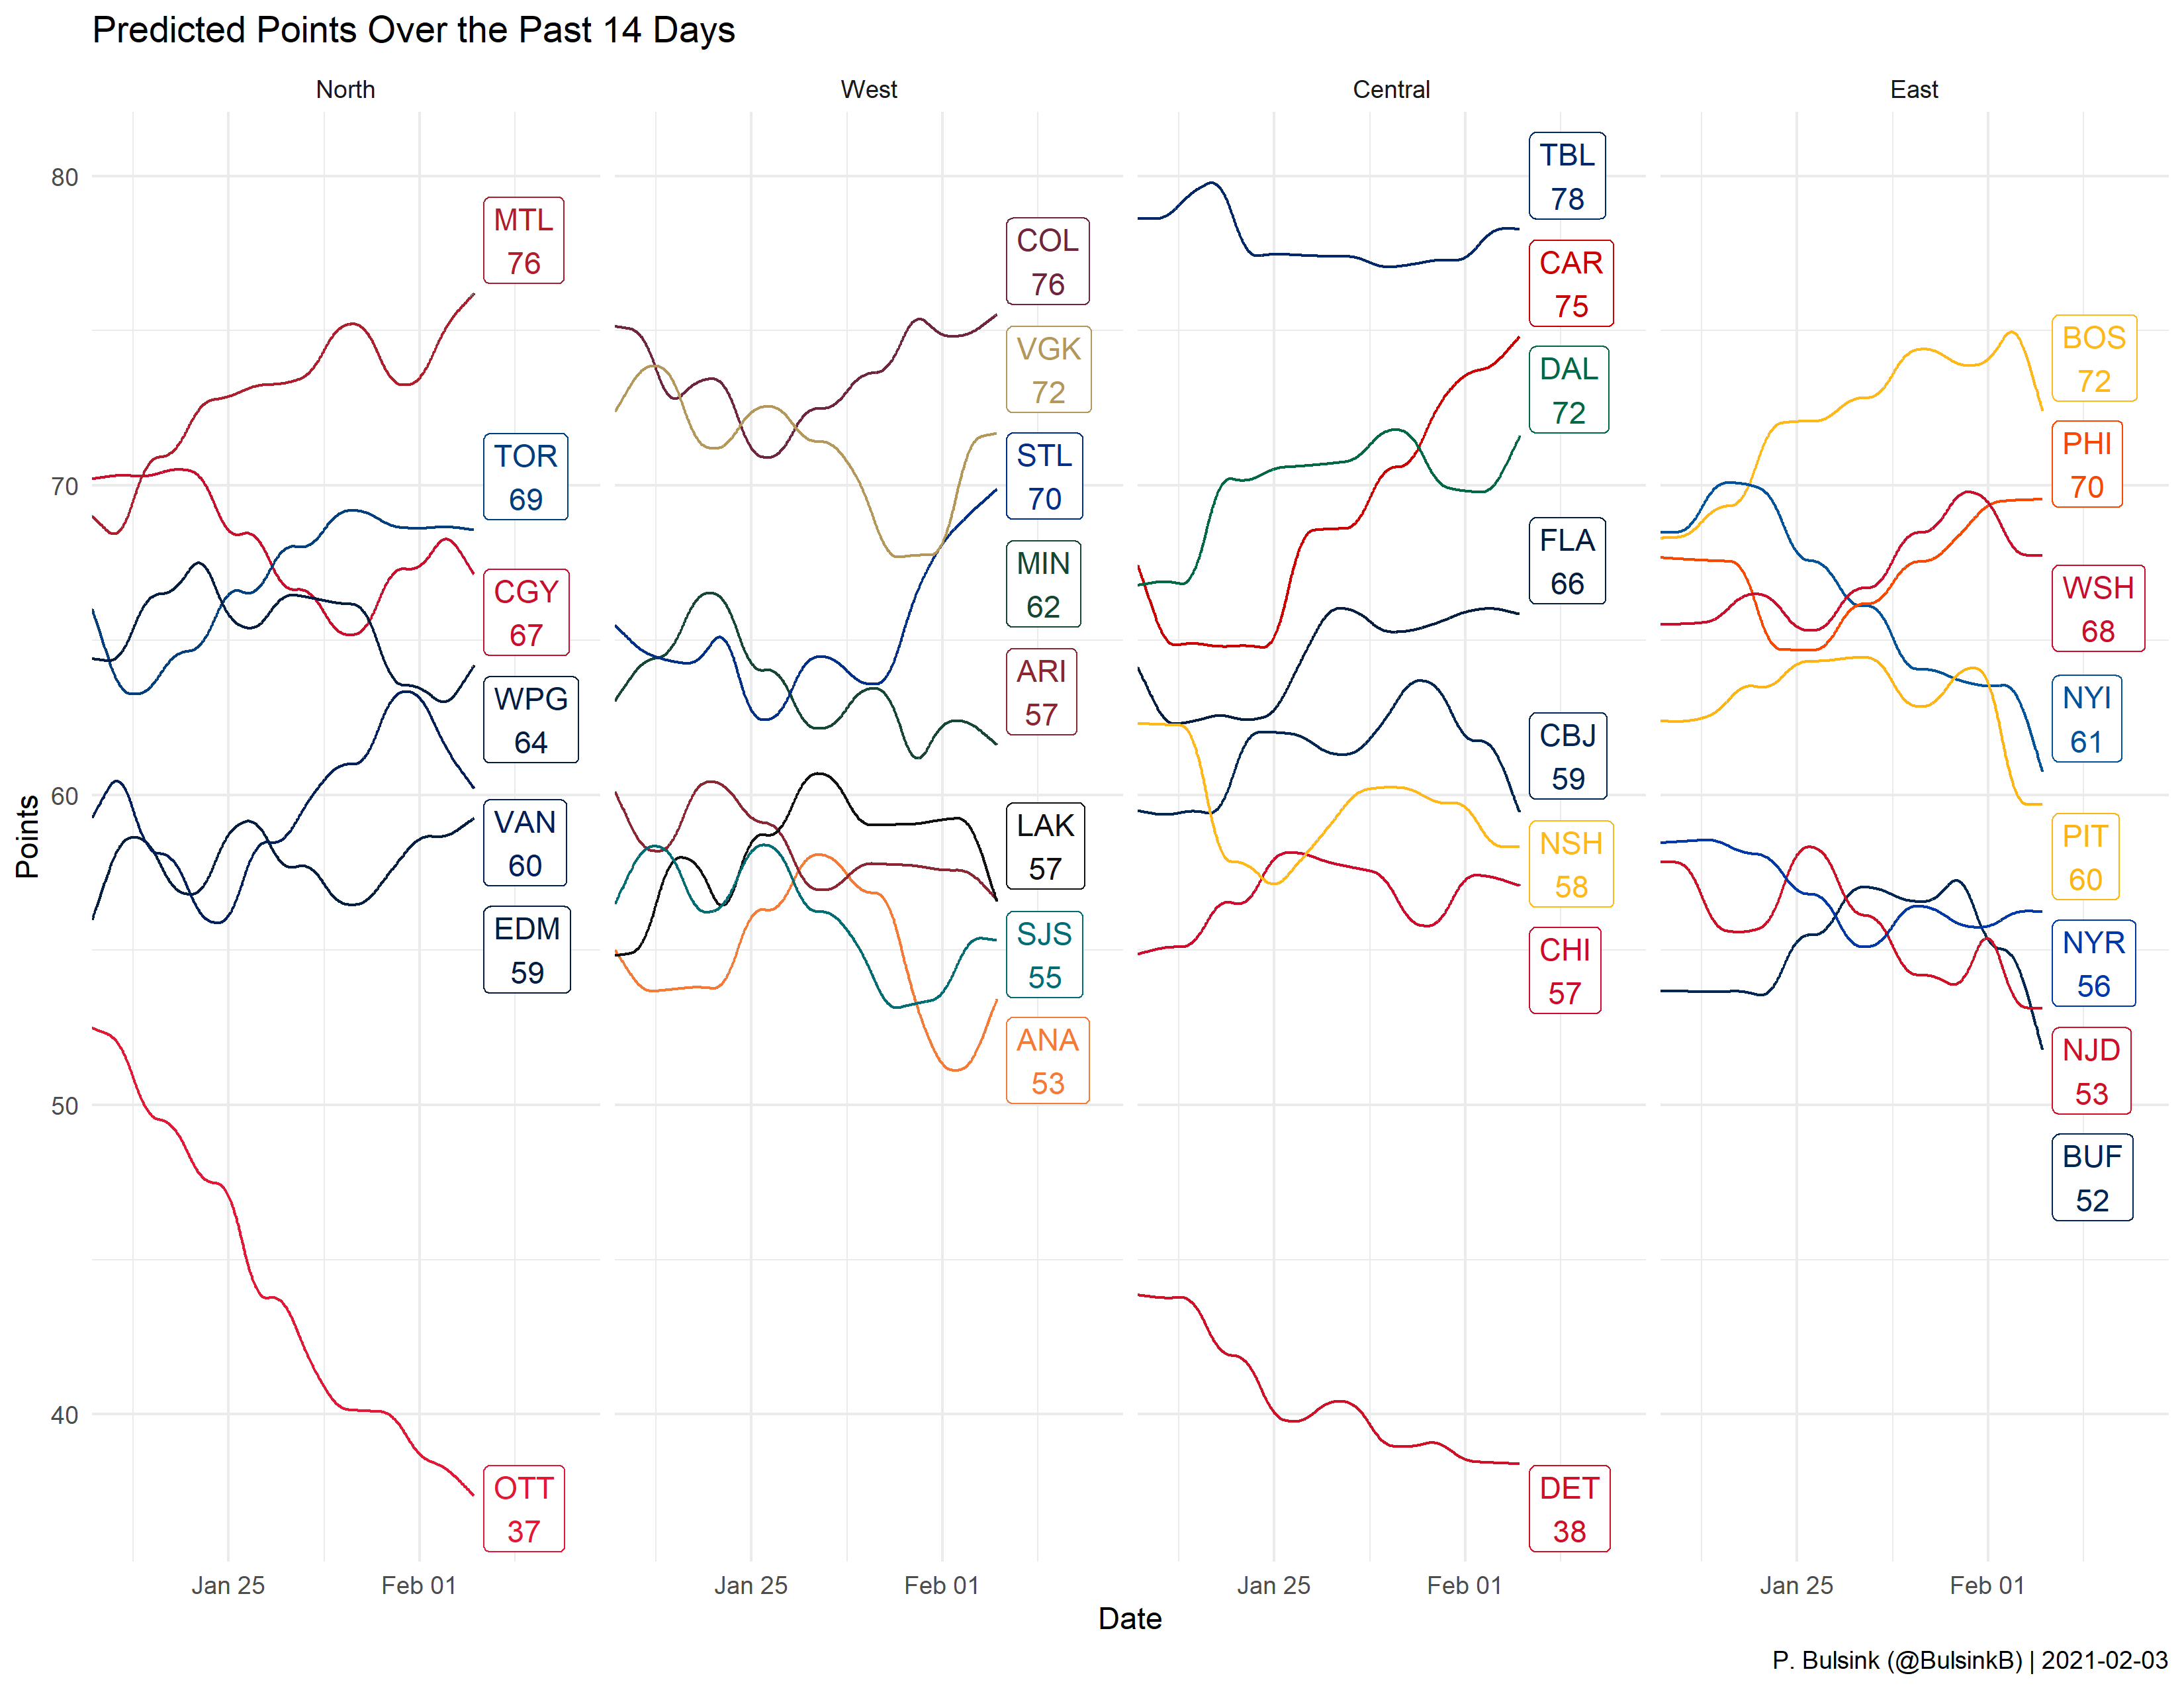 Predicted Points Over the Past 14 Days
North
West
Central
East
Points
80
70
60
50
40
MTL
76
TOR
69
CGY
67
WPG
64
VAN
60
EDM
59
OTT
37
COL
76
VGK
72
STL
70
MIN
62
ARI
57
LAK
57
SJS
55
ANA
53
TBL
78
CAR
75
DAL
72
FLA
66
CBJ
59
NSH
58
CHI
57
DET
38
BOS
72
PHI
70
WSH
68
NYI
61
PIT
60
NYR
56
NJD
53
BUF
52
Jan 25
Feb 01
Jan 25
Feb 01
Jan 25
Feb 01
Jan 25
Feb 01
Date
P. Bulsink (@BulsinkB) | 2021-02-03